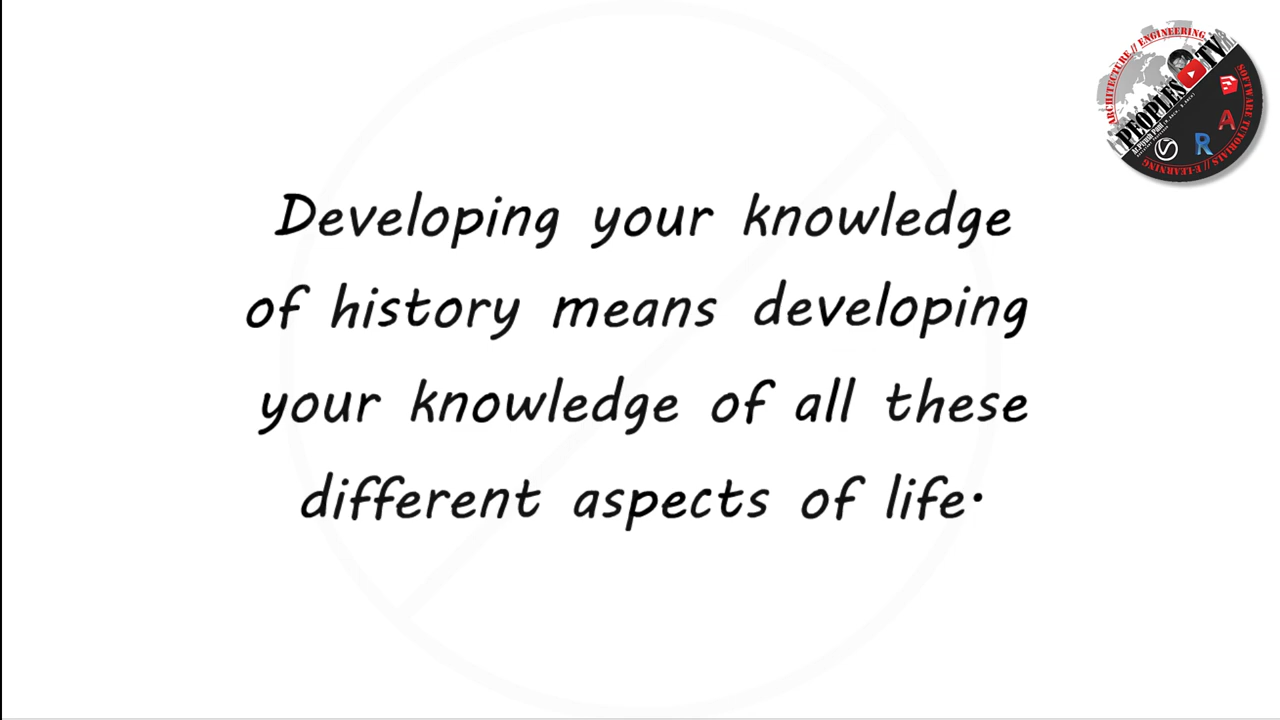 Developing your knowledge
of history means developing
your knowledge of all these
different aspects of life.
ARCHITECTURE // ENGINEERING
PEOPLES TV
SOFTWARE TUTORIALS // E-LEARNING
R
A